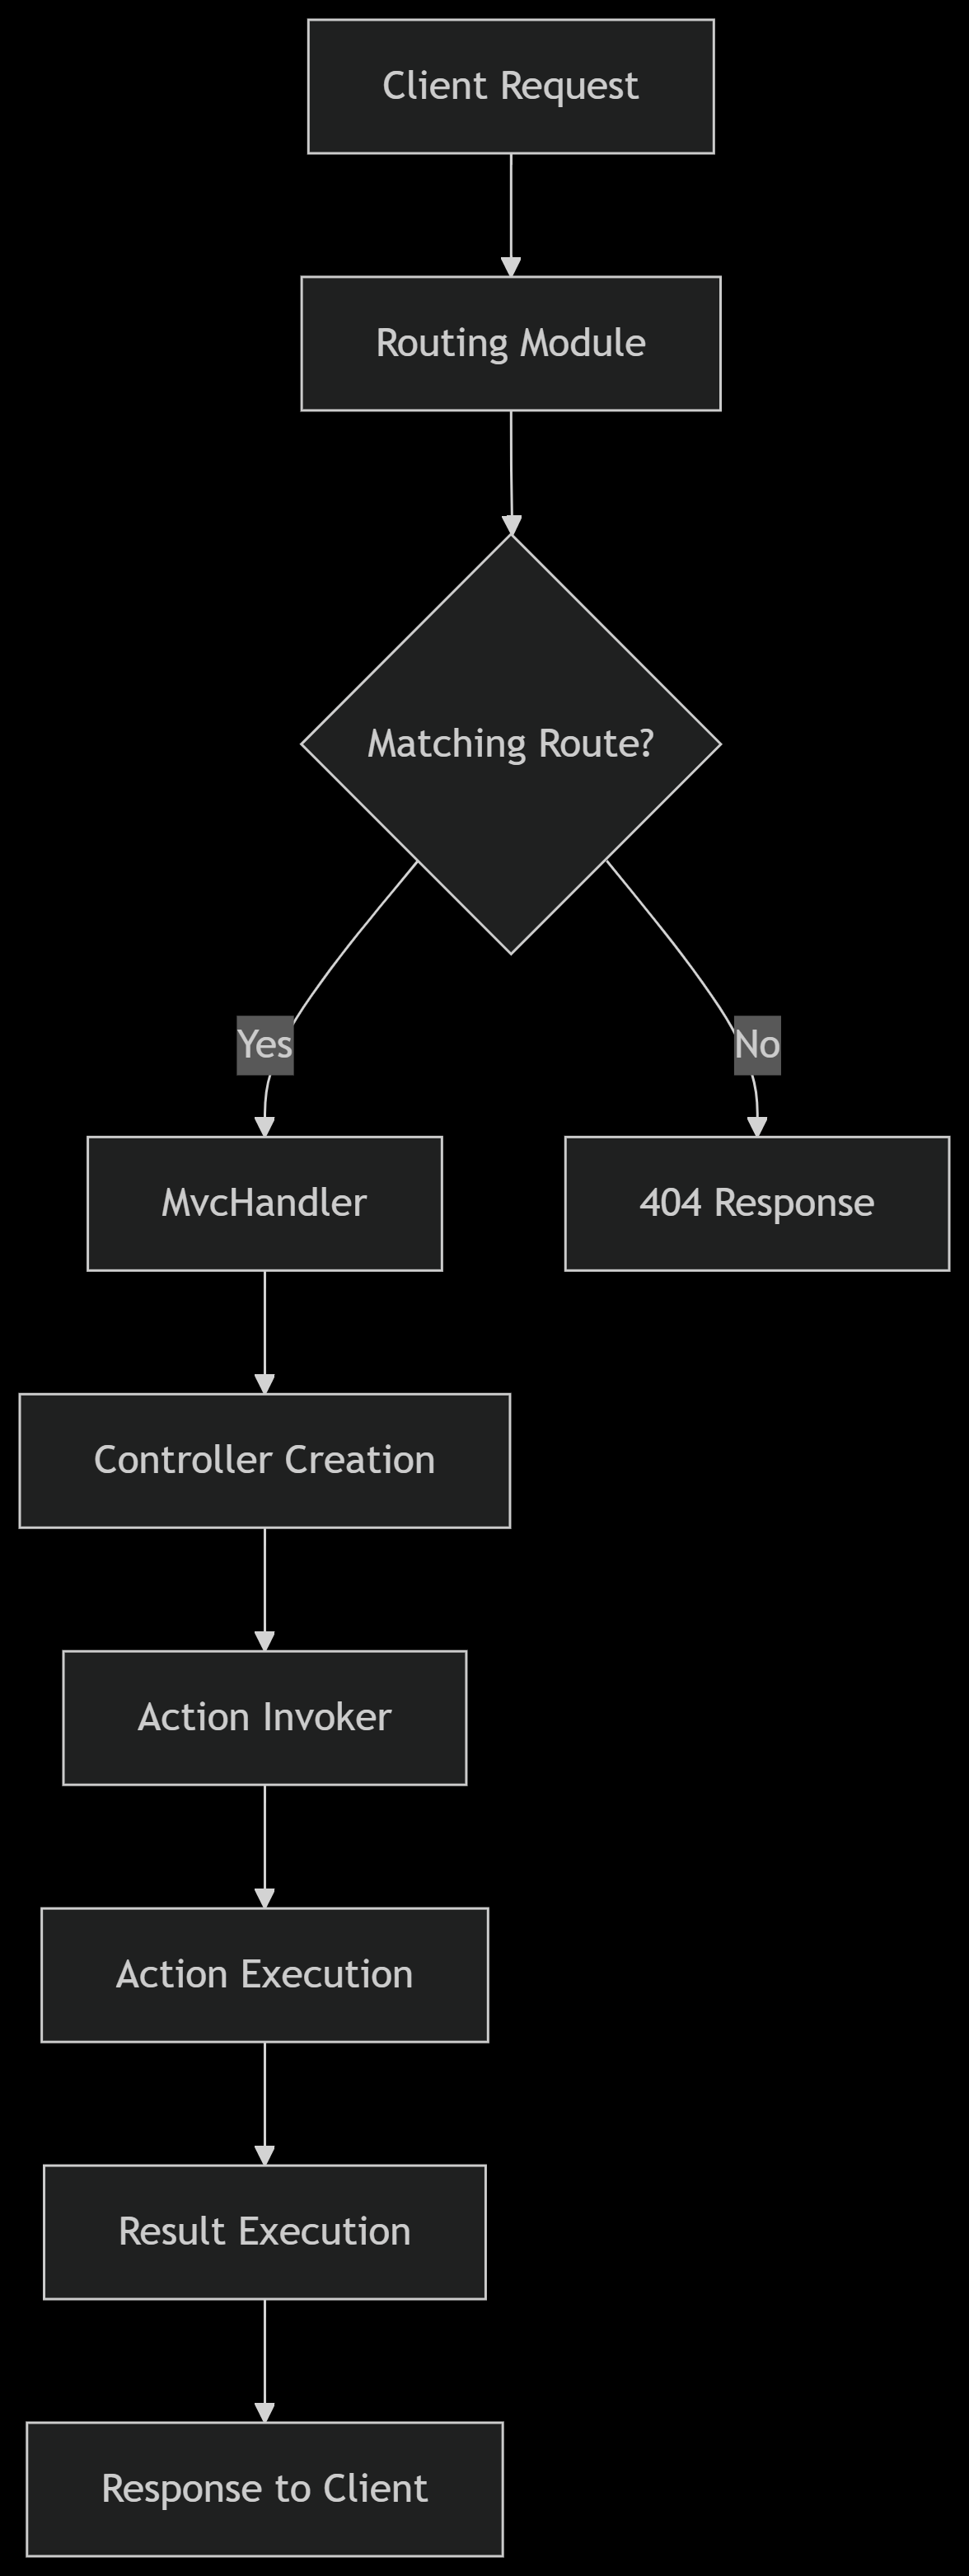 Client Request
Routing Module
Matching Route?
Yes
No
MvcHandler
404 Response
Controller Creation
Action Invoker
Action Execution
Result Execution
Response to Client